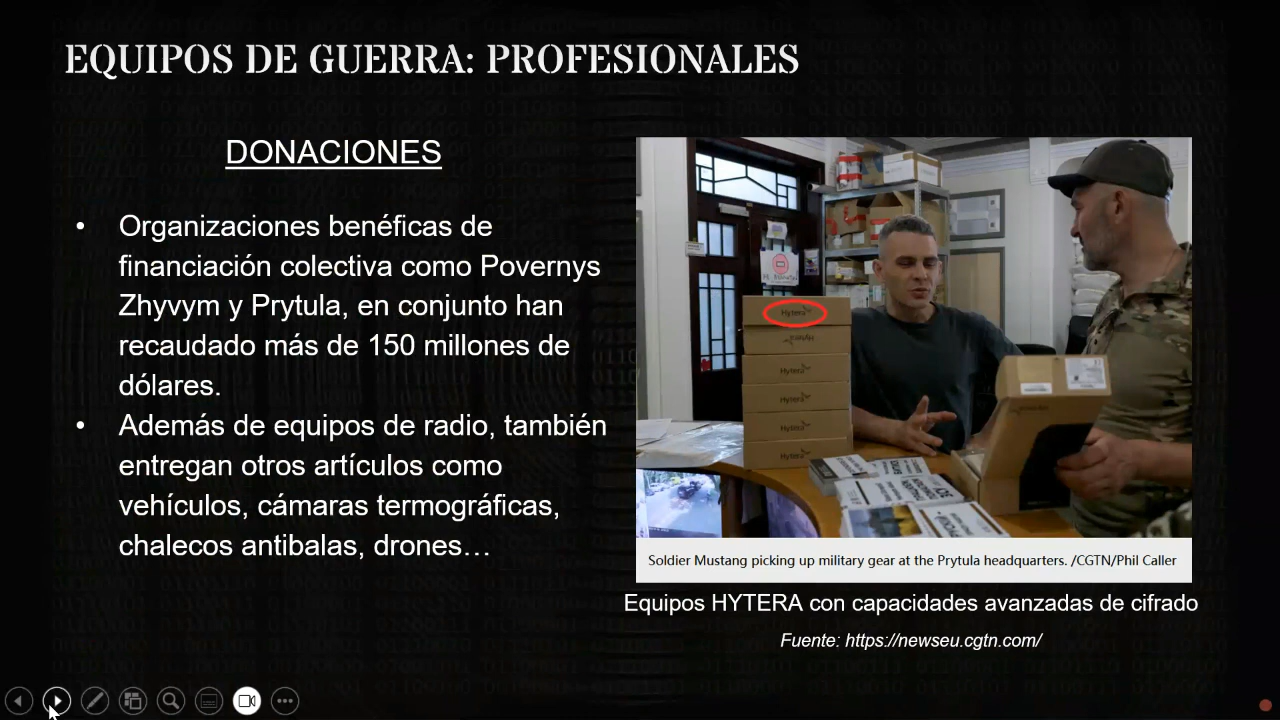 EQUIPOS DE GUERRA: PROFESIONALES
DONACIONES
• Organizaciones benéficas de
financiación colectiva como Povernys
Zhyvym y Prytula, en conjunto han
recaudado más de 150 millones de
dólares.
• Además de equipos de radio, también
entregan otros artículos como
vehículos, cámaras termográficas,
chalecos antibalas, drones…
Hytera
Hytera
Hytera
Hytera
Hytera
Hytera
Soldier Mustang picking up military gear at the Prytula headquarters. /CGTN/Phil Caller
Equipos HYTERA con capacidades avanzadas de cifrado
Fuente: https://newseu.cgtn.com/